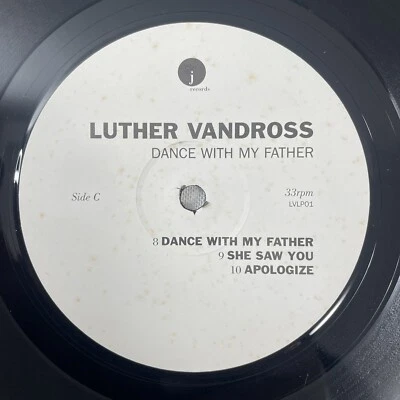 j
records
LUTHER VANDROSS
DANCE WITH MY FATHER
Side C
33rpm
LVLP01
8 DANCE WITH MY FATHER
9 SHE SAW YOU
10 APOLOGIZE